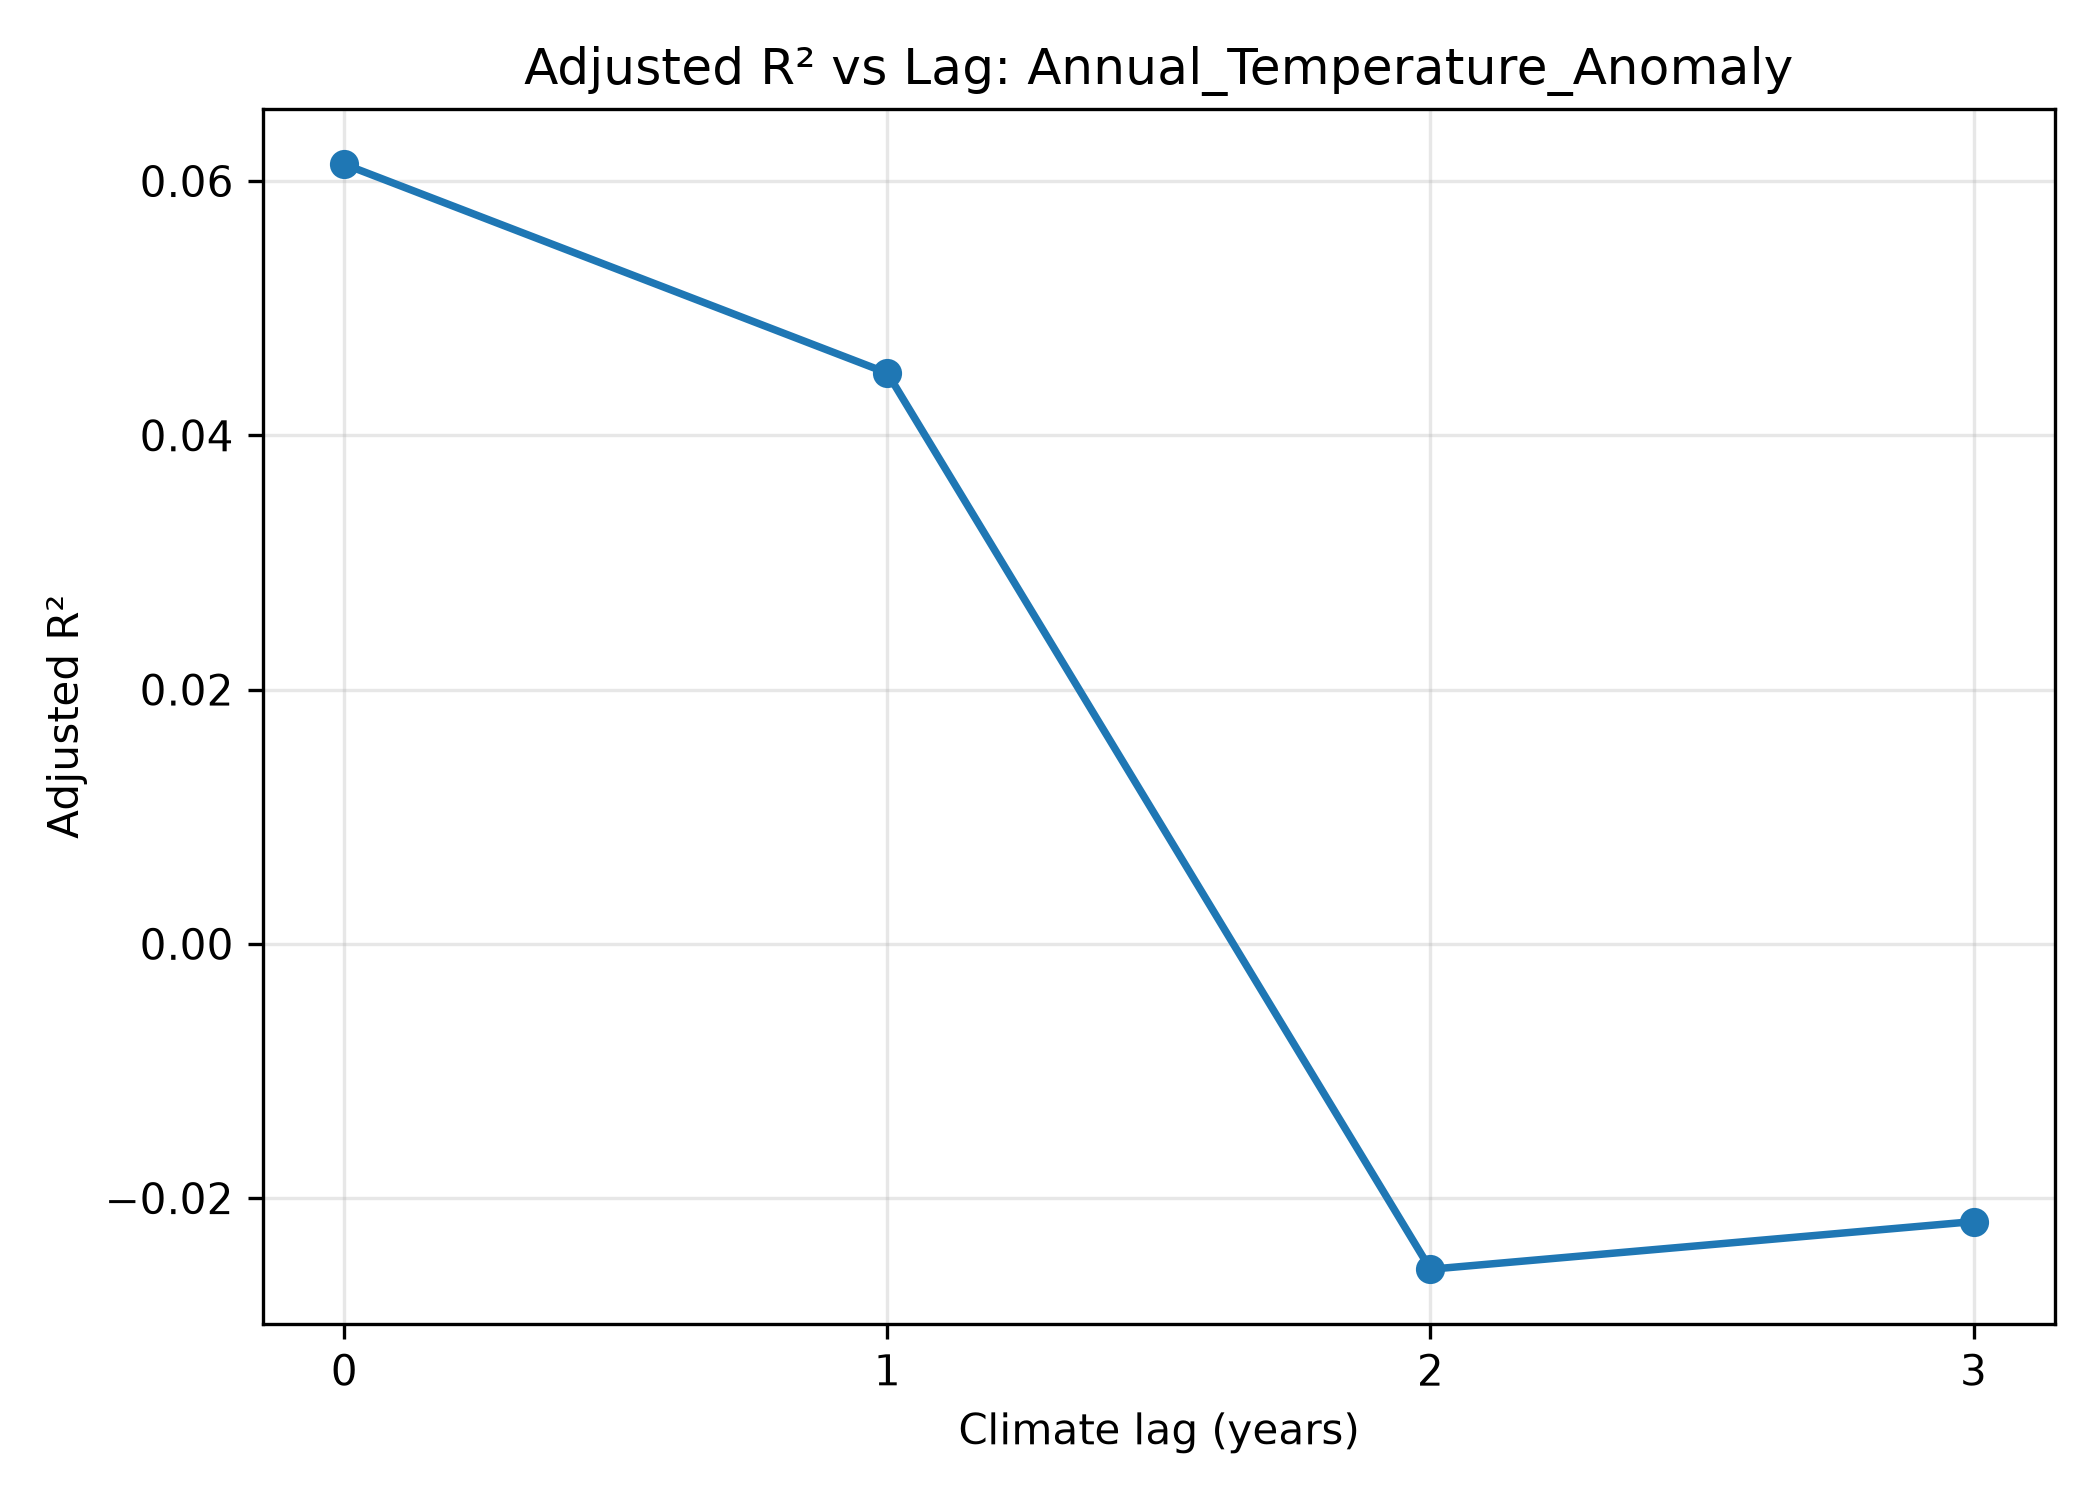 Adjusted R² vs Lag: Annual_Temperature_Anomaly
0.06
0.04
0.02
0.00
−0.02
Adjusted R²
0 1 2 3
Climate lag (years)